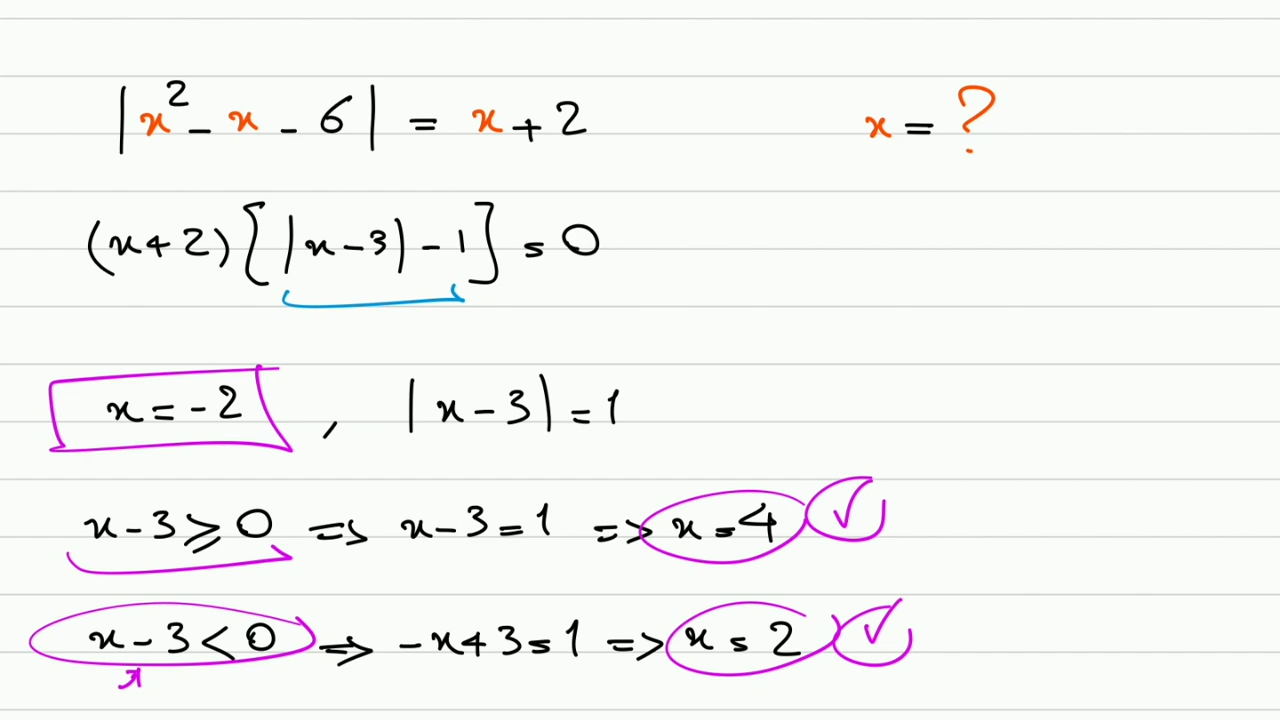 |x² - x - 6| = x + 2 x = ?
(x+2)[|x-3|-1] = 0
x = -2 , |x-3| = 1
x-3 ≥ 0 => x-3 = 1 => x = 4 ✓
x-3 < 0 => -x+3 = 1 => x = 2 ✓